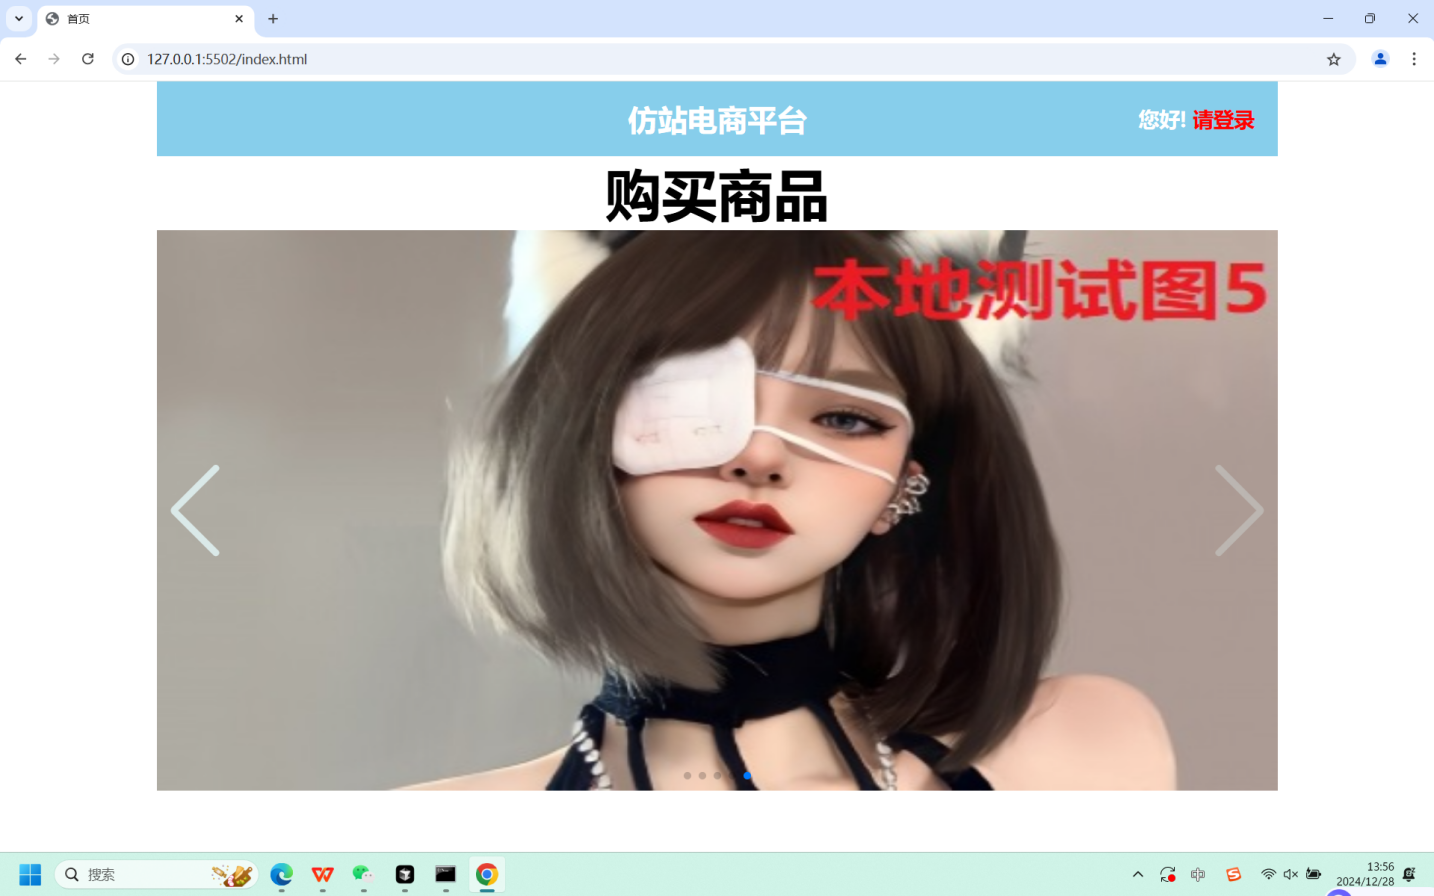 首页
127.0.0.1:5502/index.html
仿站电商平台
您好! 请登录
购买商品
本地测试图5
搜索
中
13:56
2024/12/28